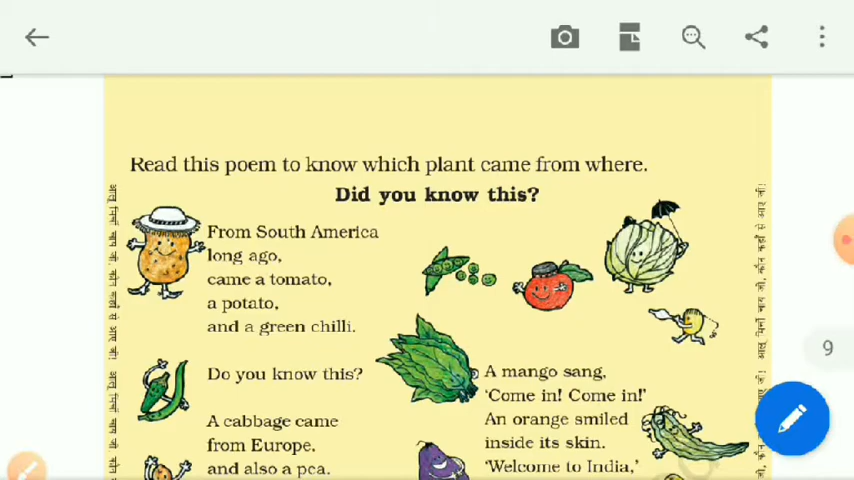 Read this poem to know which plant came from where.
Did you know this?
From South America
long ago,
came a tomato,
a potato,
and a green chilli.
Do you know this?
A cabbage came
from Europe,
and also a pea.
A mango sang,
‘Come in! Come in!’
An orange smiled
inside its skin.
‘Welcome to India,’
9